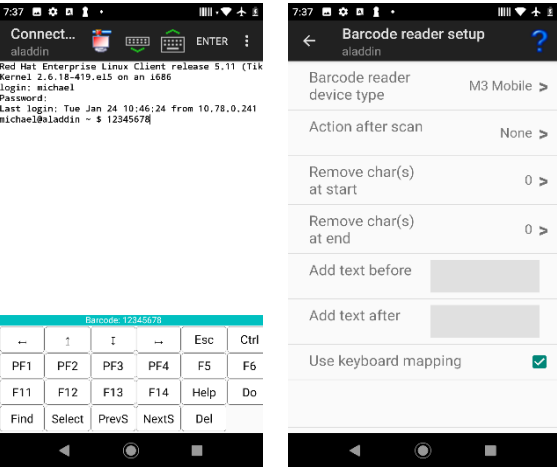 7:37
Connect...
aladdin
ENTER
Red Hat Enterprise Linux Client release 5.11 (Tik
Kernel 2.6.18-419.el5 on an i686
login: michael
Password:
Last login: Tue Jan 24 10:46:24 from 10.78.0.241
michael@aladdin ~ $ 12345678
Barcode: 12345678
← ↑ ↧ → Esc Ctrl
PF1 PF2 PF3 PF4 F5 F6
F11 F12 F13 F14 Help Do
Find Select PrevS NextS Del
7:37
Barcode reader setup
aladdin
?
Barcode reader
device type
M3 Mobile >
Action after scan
None >
Remove char(s)
at start
0 >
Remove char(s)
at end
0 >
Add text before
Add text after
Use keyboard mapping